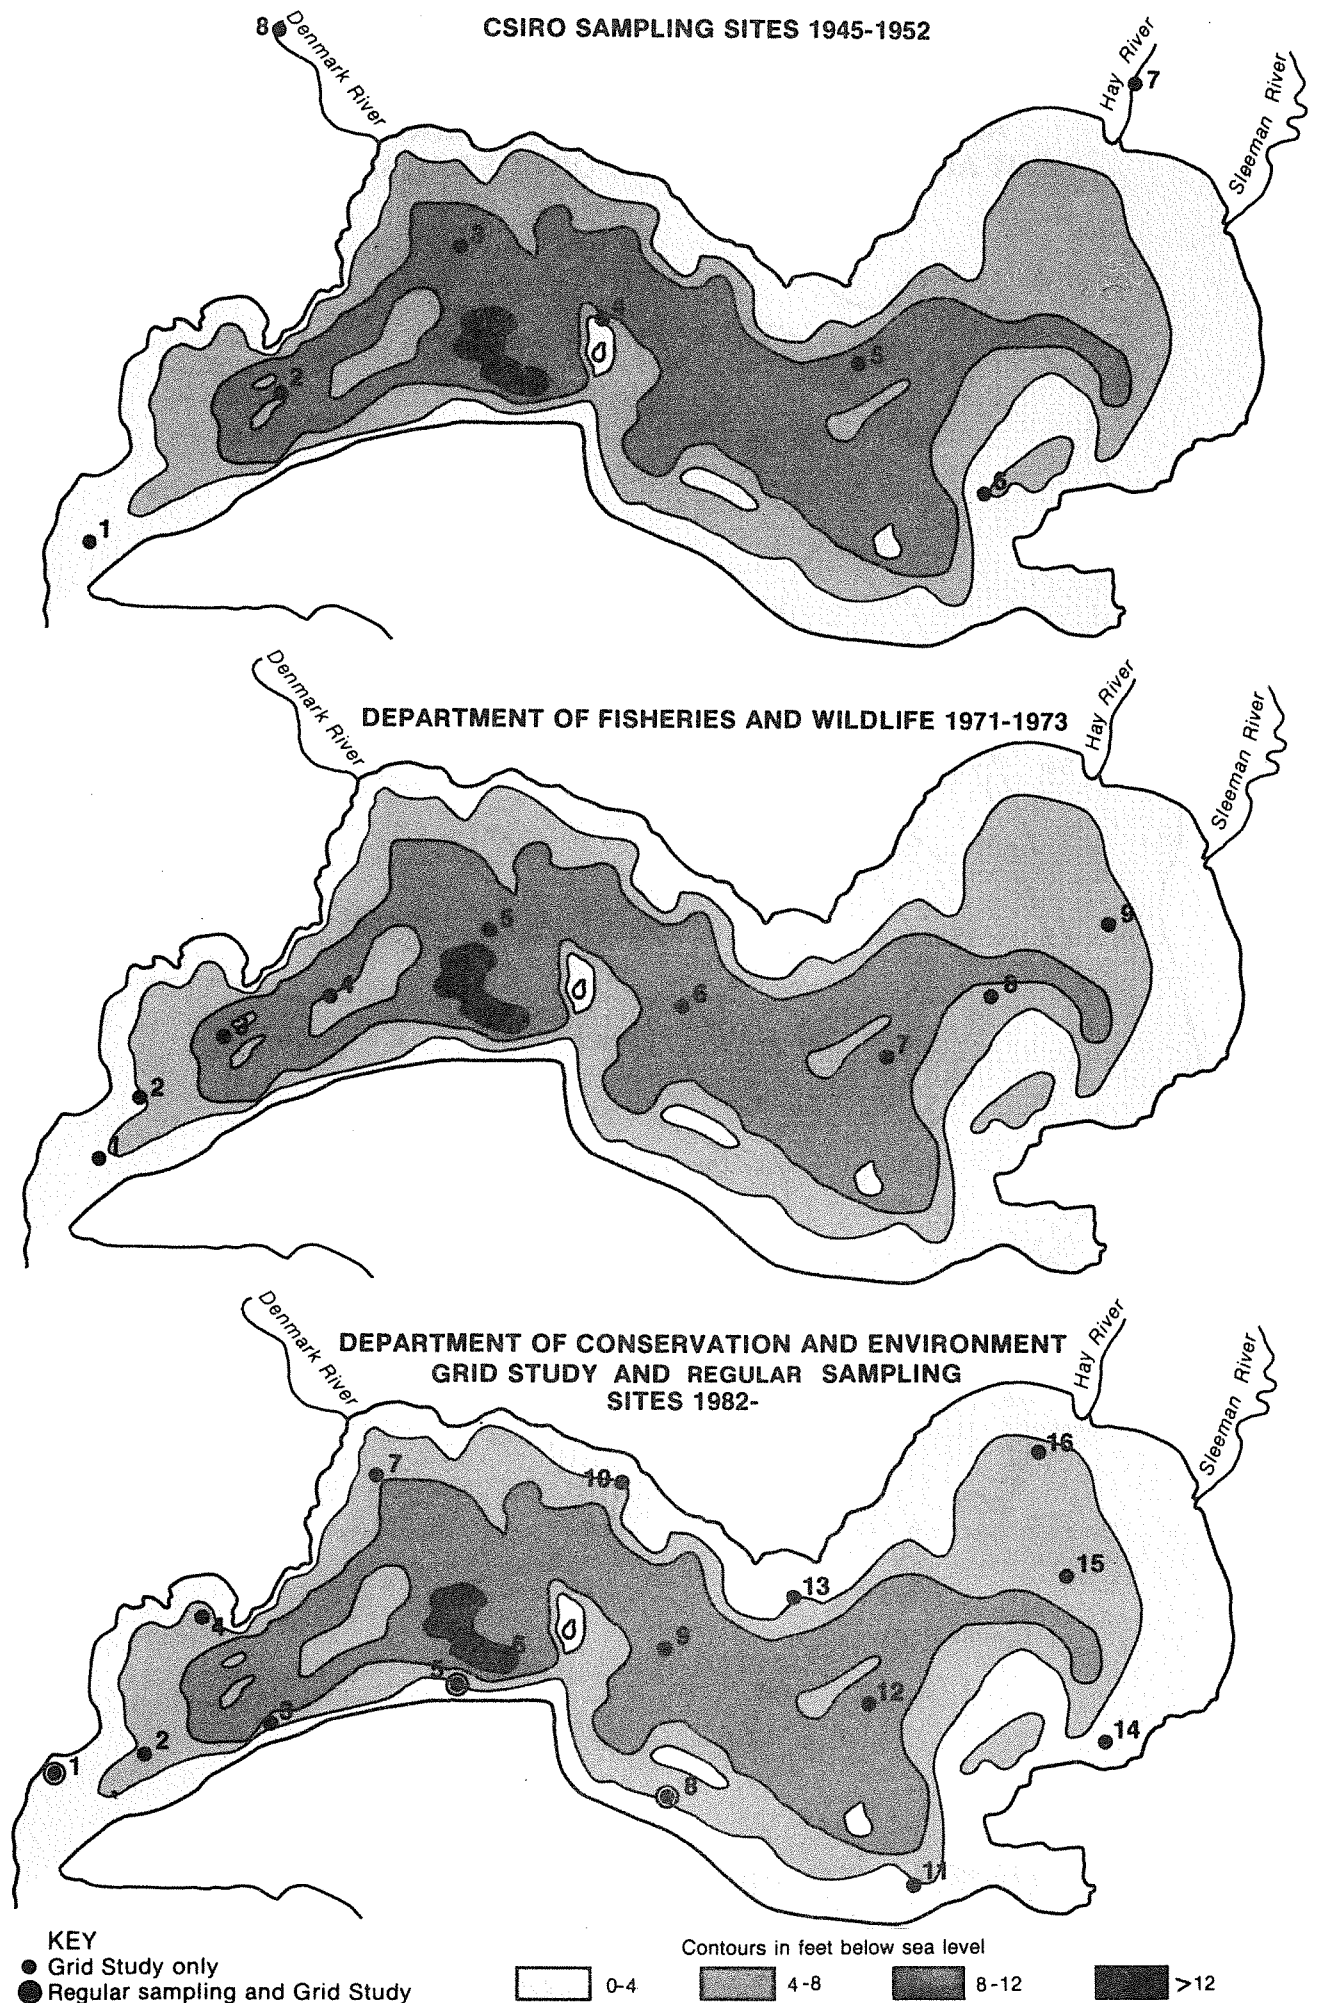 CSIRO SAMPLING SITES 1945-1952
8
Denmark River
Hay River
7
Sleeman River
3
4
5
2
6
1
Denmark River
DEPARTMENT OF FISHERIES AND WILDLIFE 1971-1973
Hay River
Sleeman River
5
9
4
6
8
3
7
2
1
Denmark River
DEPARTMENT OF CONSERVATION AND ENVIRONMENT
GRID STUDY AND REGULAR SAMPLING
SITES 1982-
Hay River
Sleeman River
7
10
16
15
13
4
9
6
5
12
3
2
14
1
8
11
KEY
Grid Study only
Regular sampling and Grid Study
Contours in feet below sea level
0-4
4-8
8-12
>12